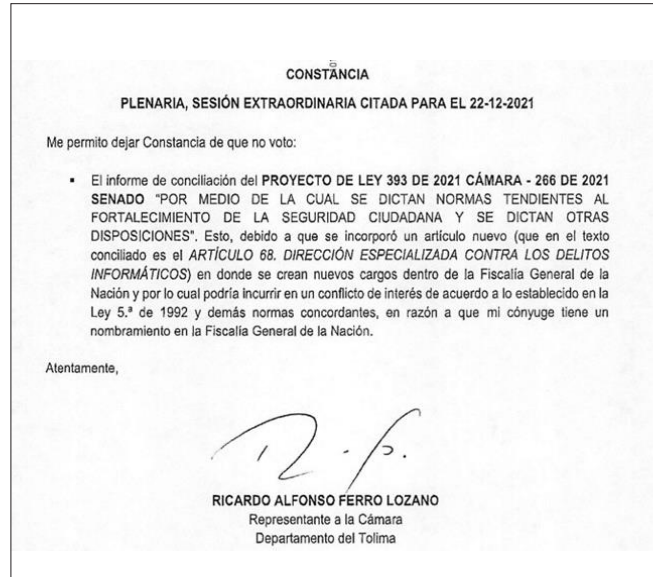 CONSTANCIA
PLENARIA, SESIÓN EXTRAORDINARIA CITADA PARA EL 22-12-2021
Me permito dejar Constancia de que no voto:
▪ El informe de conciliación del PROYECTO DE LEY 393 DE 2021 CÁMARA - 266 DE 2021
SENADO “POR MEDIO DE LA CUAL SE DICTAN NORMAS TENDIENTES AL
FORTALECIMIENTO DE LA SEGURIDAD CIUDADANA Y SE DICTAN OTRAS
DISPOSICIONES”. Esto, debido a que se incorporó un artículo nuevo (que en el texto
conciliado es el ARTÍCULO 68. DIRECCIÓN ESPECIALIZADA CONTRA LOS DELITOS
INFORMÁTICOS) en donde se crean nuevos cargos dentro de la Fiscalía General de la
Nación y por lo cual podría incurrir en un conflicto de interés de acuerdo a lo establecido en la
Ley 5.ª de 1992 y demás normas concordantes, en razón a que mi cónyuge tiene un
nombramiento en la Fiscalía General de la Nación.
Atentamente,
RICARDO ALFONSO FERRO LOZANO
Representante a la Cámara
Departamento del Tolima